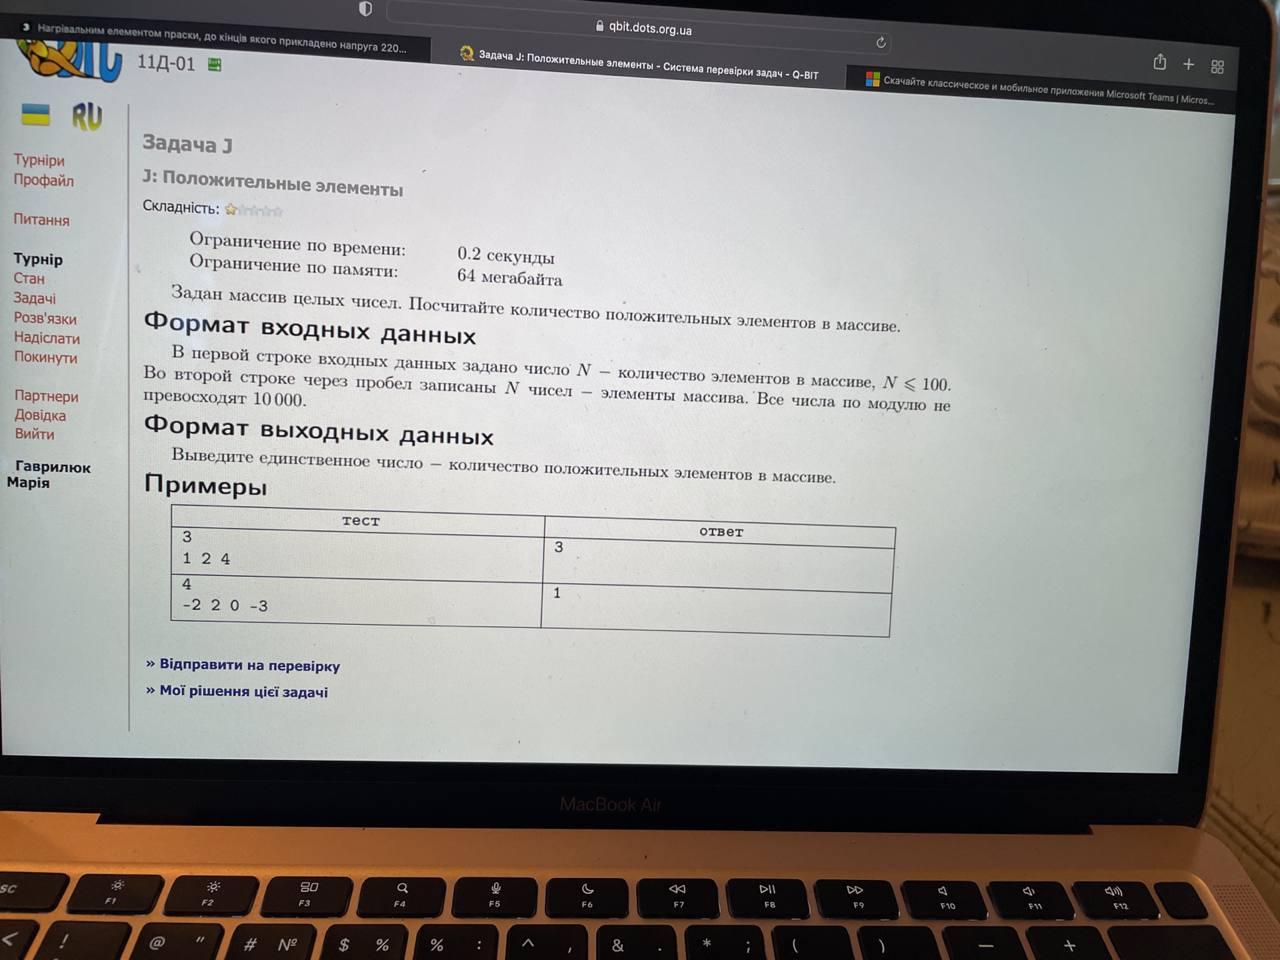 Нагрівальним елементом праски, до кінців якого прикладено напруга 220...
qbit.dots.org.ua
Задача J: Положительные элементы - Система перевірки задач - Q-BIT
Скачайте классическое и мобильное приложения Microsoft Teams | Micros...
11Д-01
RU
Турніри
Профайл
Питання
Турнір
Стан
Задачі
Розв'язки
Надіслати
Покинути
Партнери
Довідка
Вийти
Гаврилюк
Марія
Задача J
J: Положительные элементы
Складність:
Ограничение по времени: 0.2 секунды
Ограничение по памяти: 64 мегабайта
Задан массив целых чисел. Посчитайте количество положительных элементов в массиве.
Формат входных данных
В первой строке входных данных задано число N — количество элементов в массиве, N ⩽ 100.
Во второй строке через пробел записаны N чисел — элементы массива. Все числа по модулю не
превосходят 10 000.
Формат выходных данных
Выведите единственное число — количество положительных элементов в массиве.
Примеры
тест ответ
3 3
1 2 4
4 1
-2 2 0 -3
» Відправити на перевірку
» Мої рішення цієї задачі
MacBook Air
sc F1 F2 F3 F4 F5 F6 F7 F8 F9 F10 F11 F12
< ! @ " # № $ % % : ^ , & . * ; ( ) — +